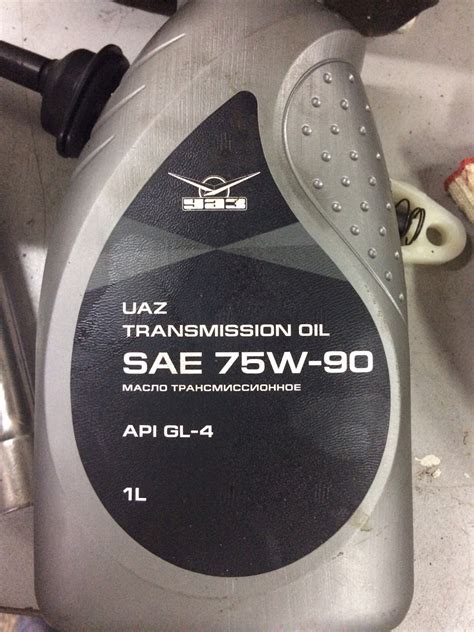 УАЗ
UAZ
TRANSMISSION OIL
SAE 75W-90
МАСЛО ТРАНСМИССИОННОЕ
API GL-4
1L